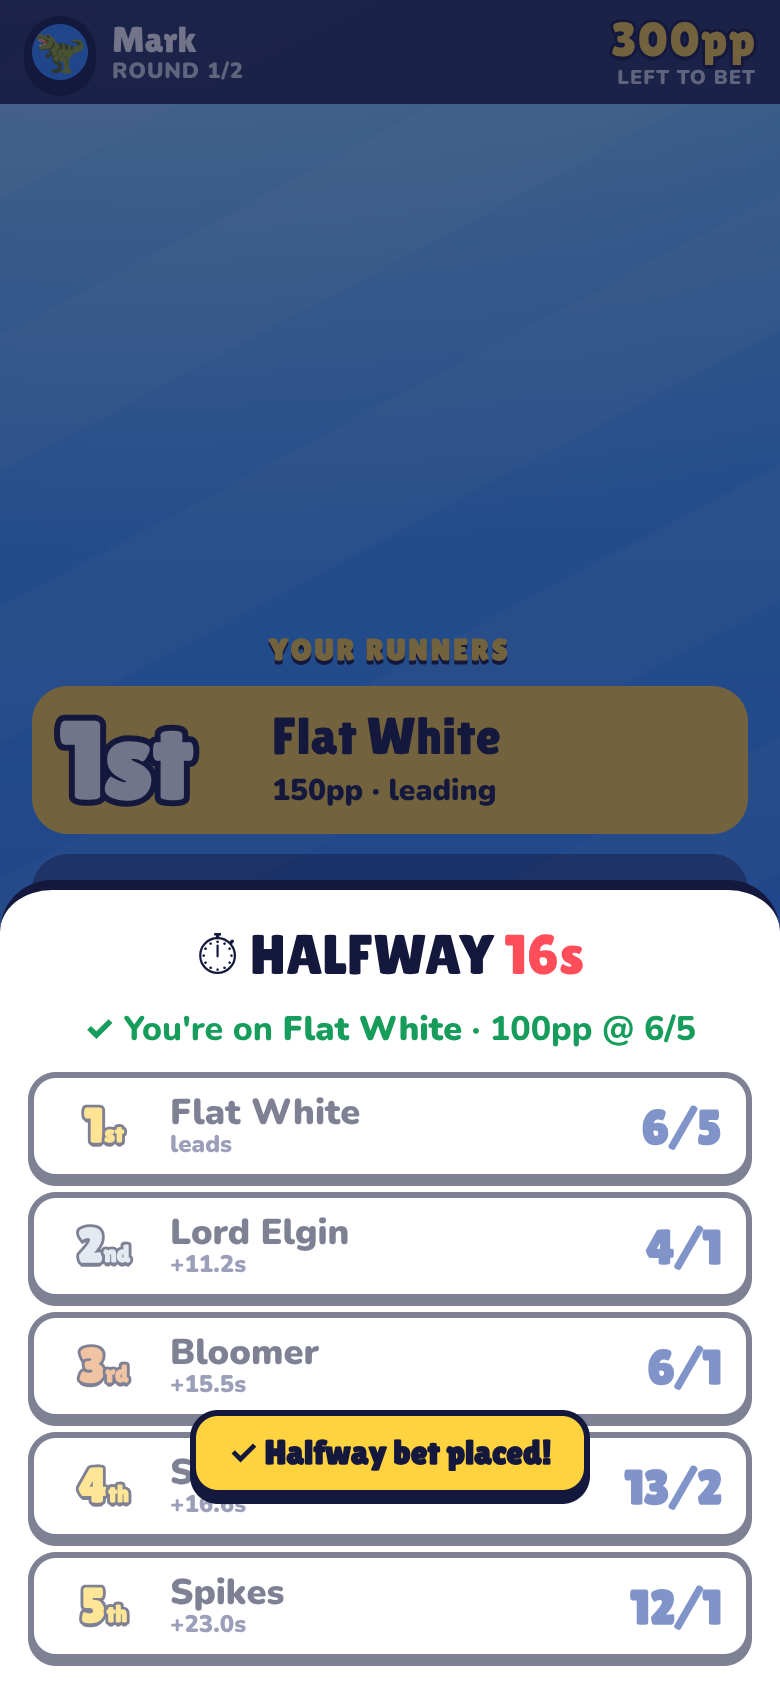 Mark
ROUND 1/2
300pp
LEFT TO BET
YOUR RUNNERS
1st
Flat White
150pp · leading
⏱ HALFWAY 16s
✓ You're on Flat White · 100pp @ 6/5
1st
Flat White
leads
6/5
2nd
Lord Elgin
+11.2s
4/1
3rd
Bloomer
+15.5s
6/1
✓ Halfway bet placed!
4th
+16.6s
13/2
5th
Spikes
+23.0s
12/1